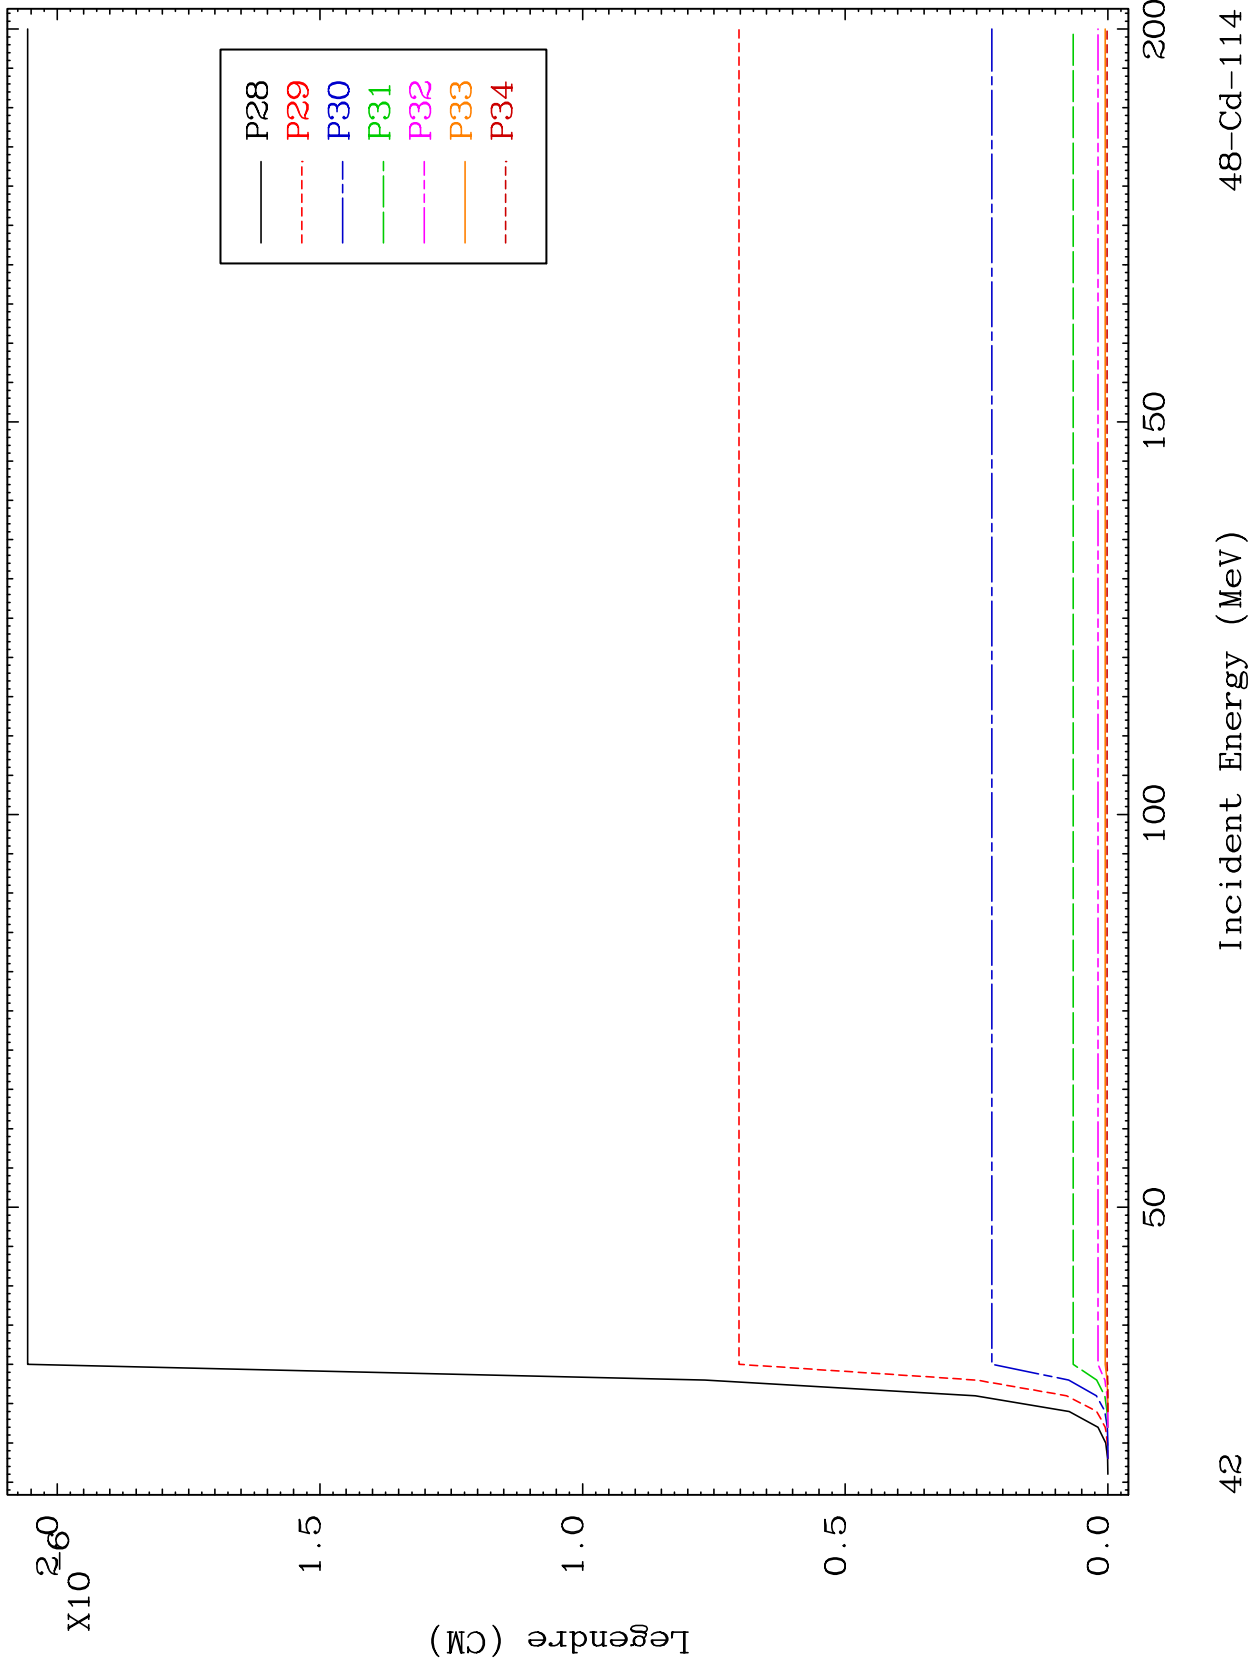 X10
-6
2.0
1.5
1.0
0.5
0.0
Legendre (CM)
P28
P29
P30
P31
P32
P33
P34
50
100
150
200
Incident Energy (MeV)
42
48-Cd-114